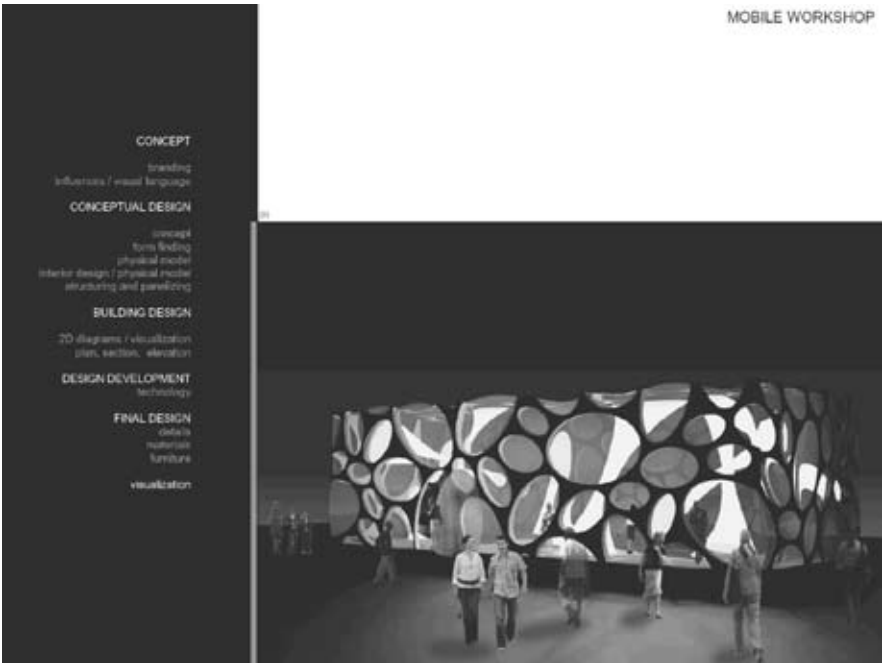 MOBILE WORKSHOP
CONCEPT
branding
influences / visual language
CONCEPTUAL DESIGN
concept
form finding
physical model
interior design / physical model
structuring and panelizing
BUILDING DESIGN
2D diagrams / visualization
plan, section, elevation
DESIGN DEVELOPMENT
technology
FINAL DESIGN
details
materials
furniture
visualization